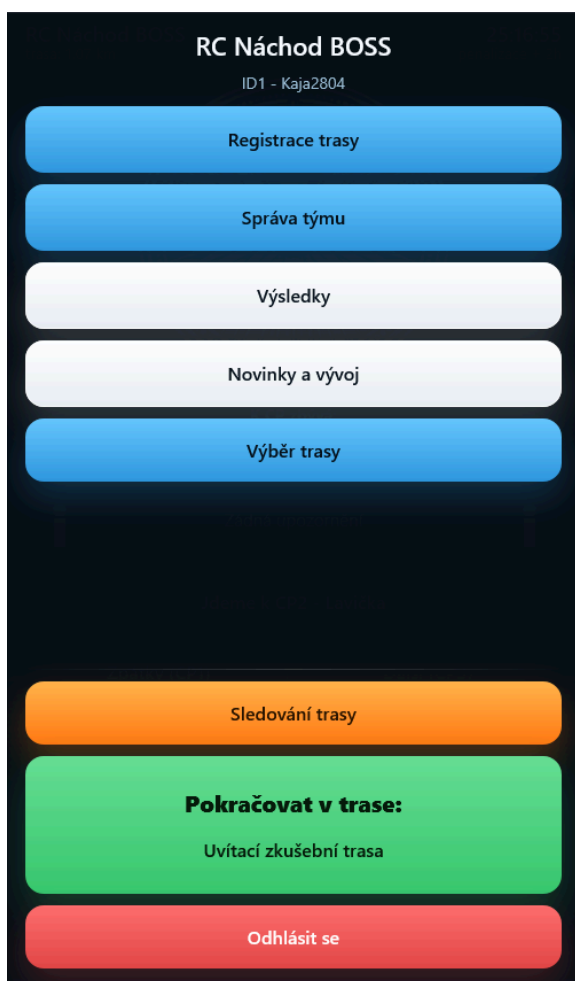 RC Náchod BOSS
ID1 - Kaja2804
Registrace trasy
Správa týmu
Výsledky
Novinky a vývoj
Výběr trasy
Sledování trasy
Pokračovat v trase:
Uvítací zkušební trasa
Odhlásit se